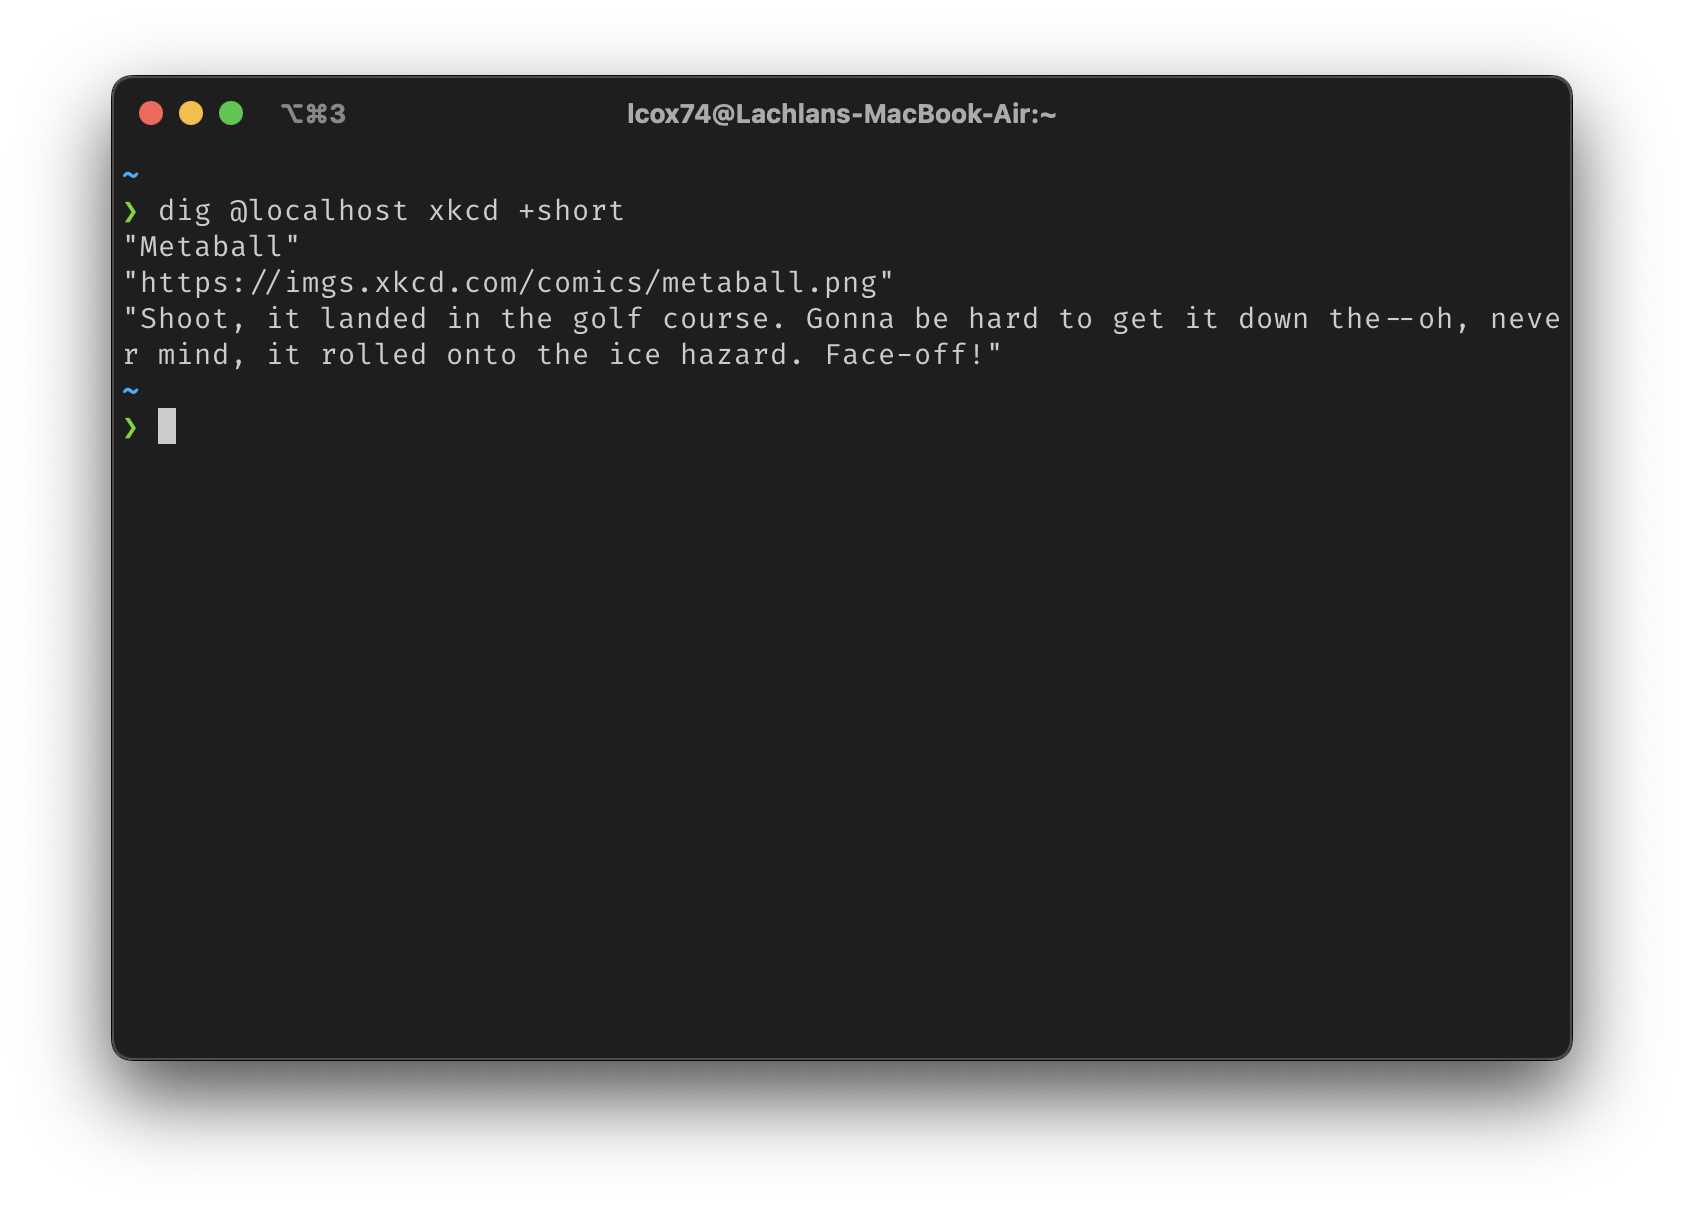 ⌥⌘3 lcox74@Lachlans-MacBook-Air:~
~
❯ dig @localhost xkcd +short
"Metaball"
"https://imgs.xkcd.com/comics/metaball.png"
"Shoot, it landed in the golf course. Gonna be hard to get it down the--oh, neve
r mind, it rolled onto the ice hazard. Face-off!"
~
❯